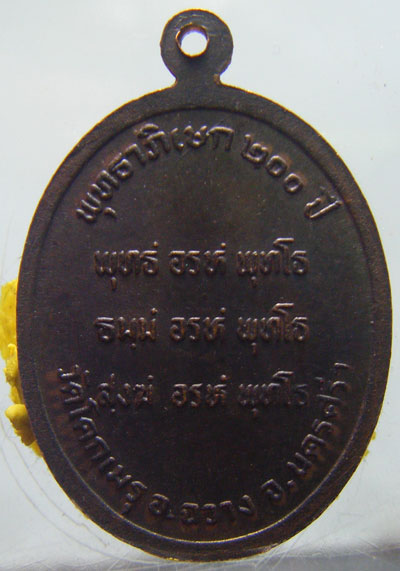 พุทธาภิเษก ๒๐๐ ปี
พุทธํ อรหํ พุทโธ
ธมฺมํ อรหํ พุทโธ
สํฺงฆํ อรหํ พุทโธ
วัดโคกเมรุ อ.ฉวาง จ.นครศรีฯ